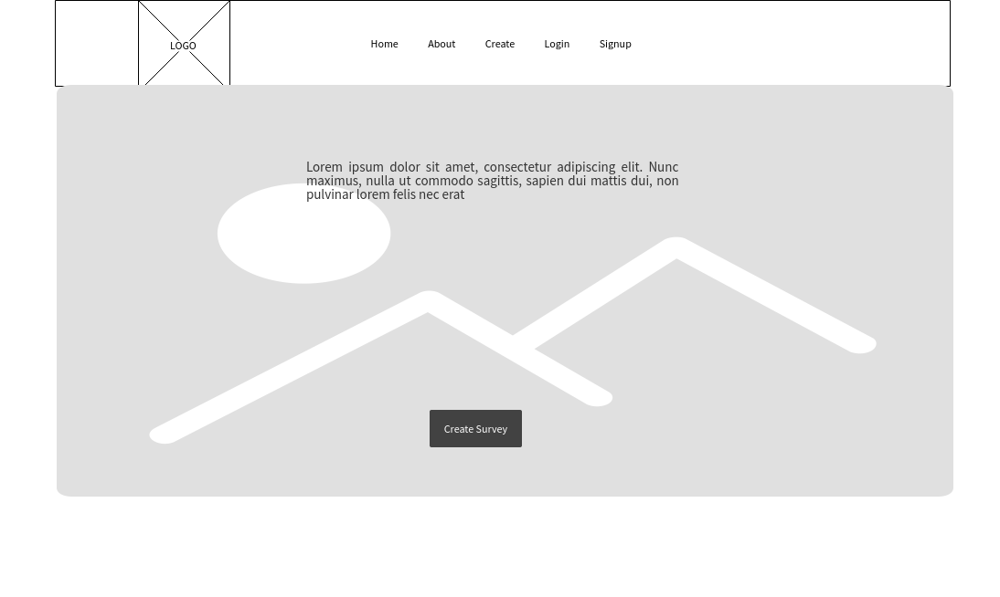 LOGO
Home About Create Login Signup
Lorem ipsum dolor sit amet, consectetur adipiscing elit. Nunc
maximus, nulla ut commodo sagittis, sapien dui mattis dui, non
pulvinar lorem felis nec erat
Create Survey